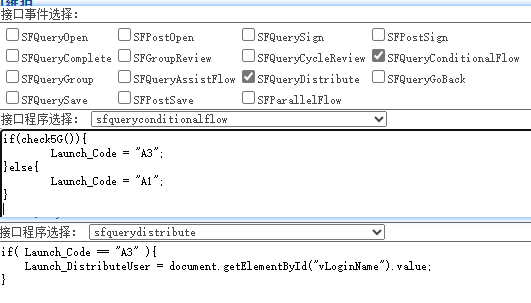 接口事件选择:
SFQueryOpen SFPostOpen SFQuerySign SFPostSign
SFQueryComplete SFGroupReview SFQueryCycleReview SFQueryConditionalFlow
SFQueryGroup SFQueryAssistFlow SFQueryDistribute SFQueryGoBack
SFQuerySave SFPostSave SFParallelFlow
接口程序选择: sfqueryconditionalflow
if(check5G()){
Launch_Code = "A3";
}else{
Launch_Code = "A1";
}
接口程序选择: sfquerydistribute
if( Launch_Code == "A3" ){
Launch_DistributeUser = document.getElementById("vLoginName").value;
}